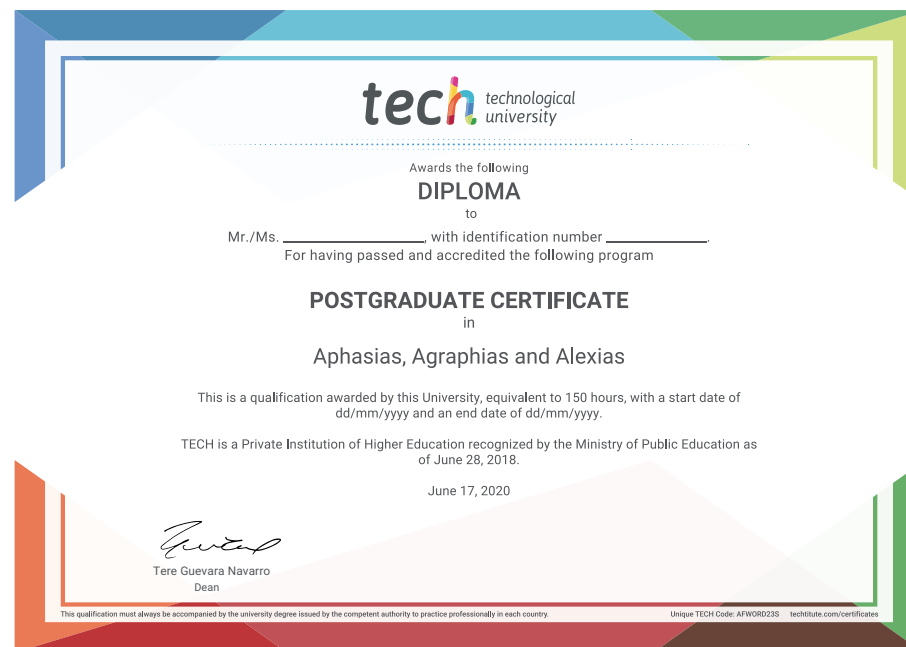 tech technological
university
Awards the following
DIPLOMA
to
Mr./Ms. ____________, with identification number ____________.
For having passed and accredited the following program
POSTGRADUATE CERTIFICATE
in
Aphasias, Agraphias and Alexias
This is a qualification awarded by this University, equivalent to 150 hours, with a start date of
dd/mm/yyyy and an end date of dd/mm/yyyy.
TECH is a Private Institution of Higher Education recognized by the Ministry of Public Education as
of June 28, 2018.
June 17, 2020
Tere Guevara Navarro
Dean
This qualification must always be accompanied by the university degree issued by the competent authority to practice professionally in each country. Unique TECH Code: AFWORD23S techtitute.com/certificates